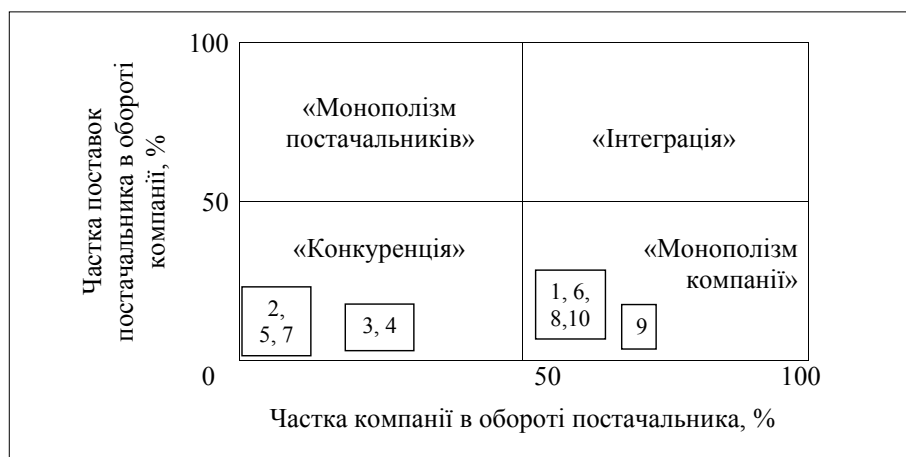 Частка поставок
постачальника в обороті
компанії, %
100
50
0
«Монополізм
постачальників»
«Інтеграція»
«Конкуренція»
«Монополізм
компанії»
2,
5, 7
3, 4
1, 6,
8,10
9
50
100
Частка компанії в обороті постачальника, %